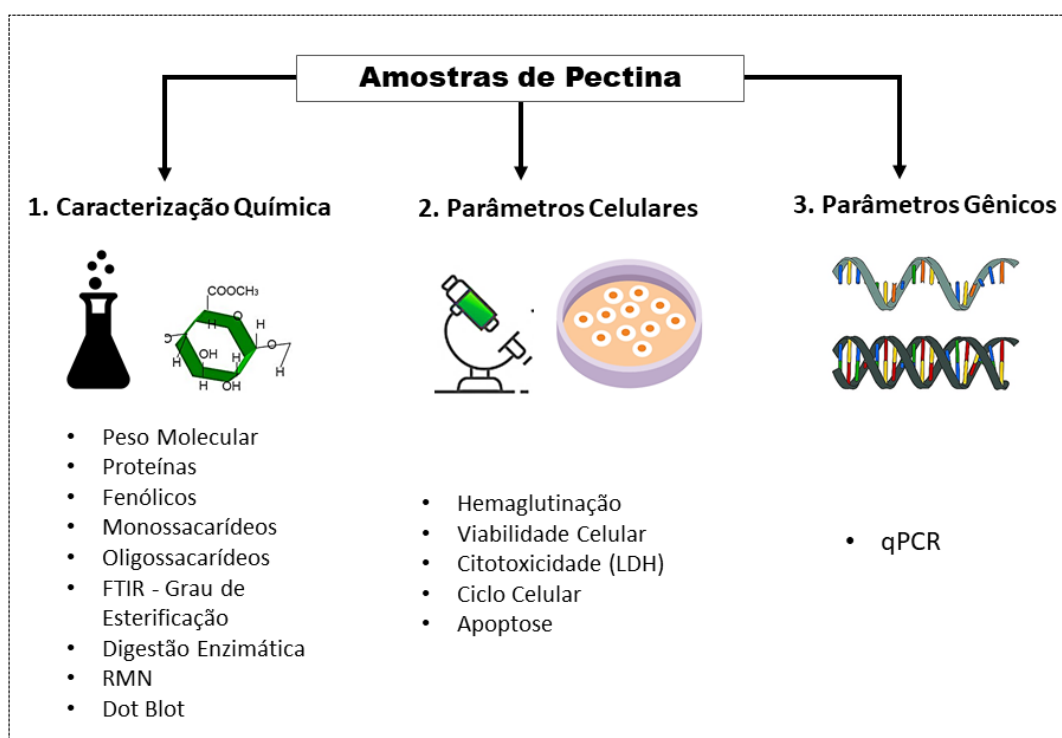 Amostras de Pectina
1. Caracterização Química
2. Parâmetros Celulares
3. Parâmetros Gênicos
COOCH₃
H
O
H
O
OH
H
H
H
OH
• Peso Molecular
• Proteínas
• Fenólicos
• Monossacarídeos
• Oligossacarídeos
• FTIR - Grau de
Esterificação
• Digestão Enzimática
• RMN
• Dot Blot
• Hemaglutinação
• Viabilidade Celular
• Citotoxicidade (LDH)
• Ciclo Celular
• Apoptose
• qPCR